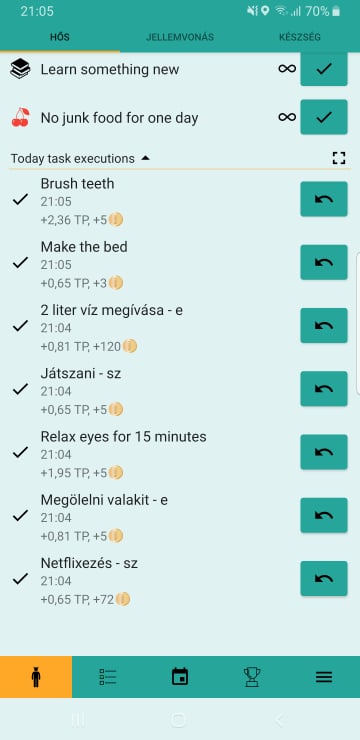 21:05
70%
HŐS
JELLEMVONÁS
KÉSZSÉG
Learn something new
No junk food for one day
Today task executions
Brush teeth
21:05
+2,36 TP, +5
Make the bed
21:05
+0,65 TP, +3
2 liter víz megívása - e
21:04
+0,81 TP, +120
Játszani - sz
21:04
+0,65 TP, +5
Relax eyes for 15 minutes
21:04
+1,95 TP, +5
Megölelni valakit - e
21:04
+0,81 TP, +5
Netflixezés - sz
21:04
+0,65 TP, +72